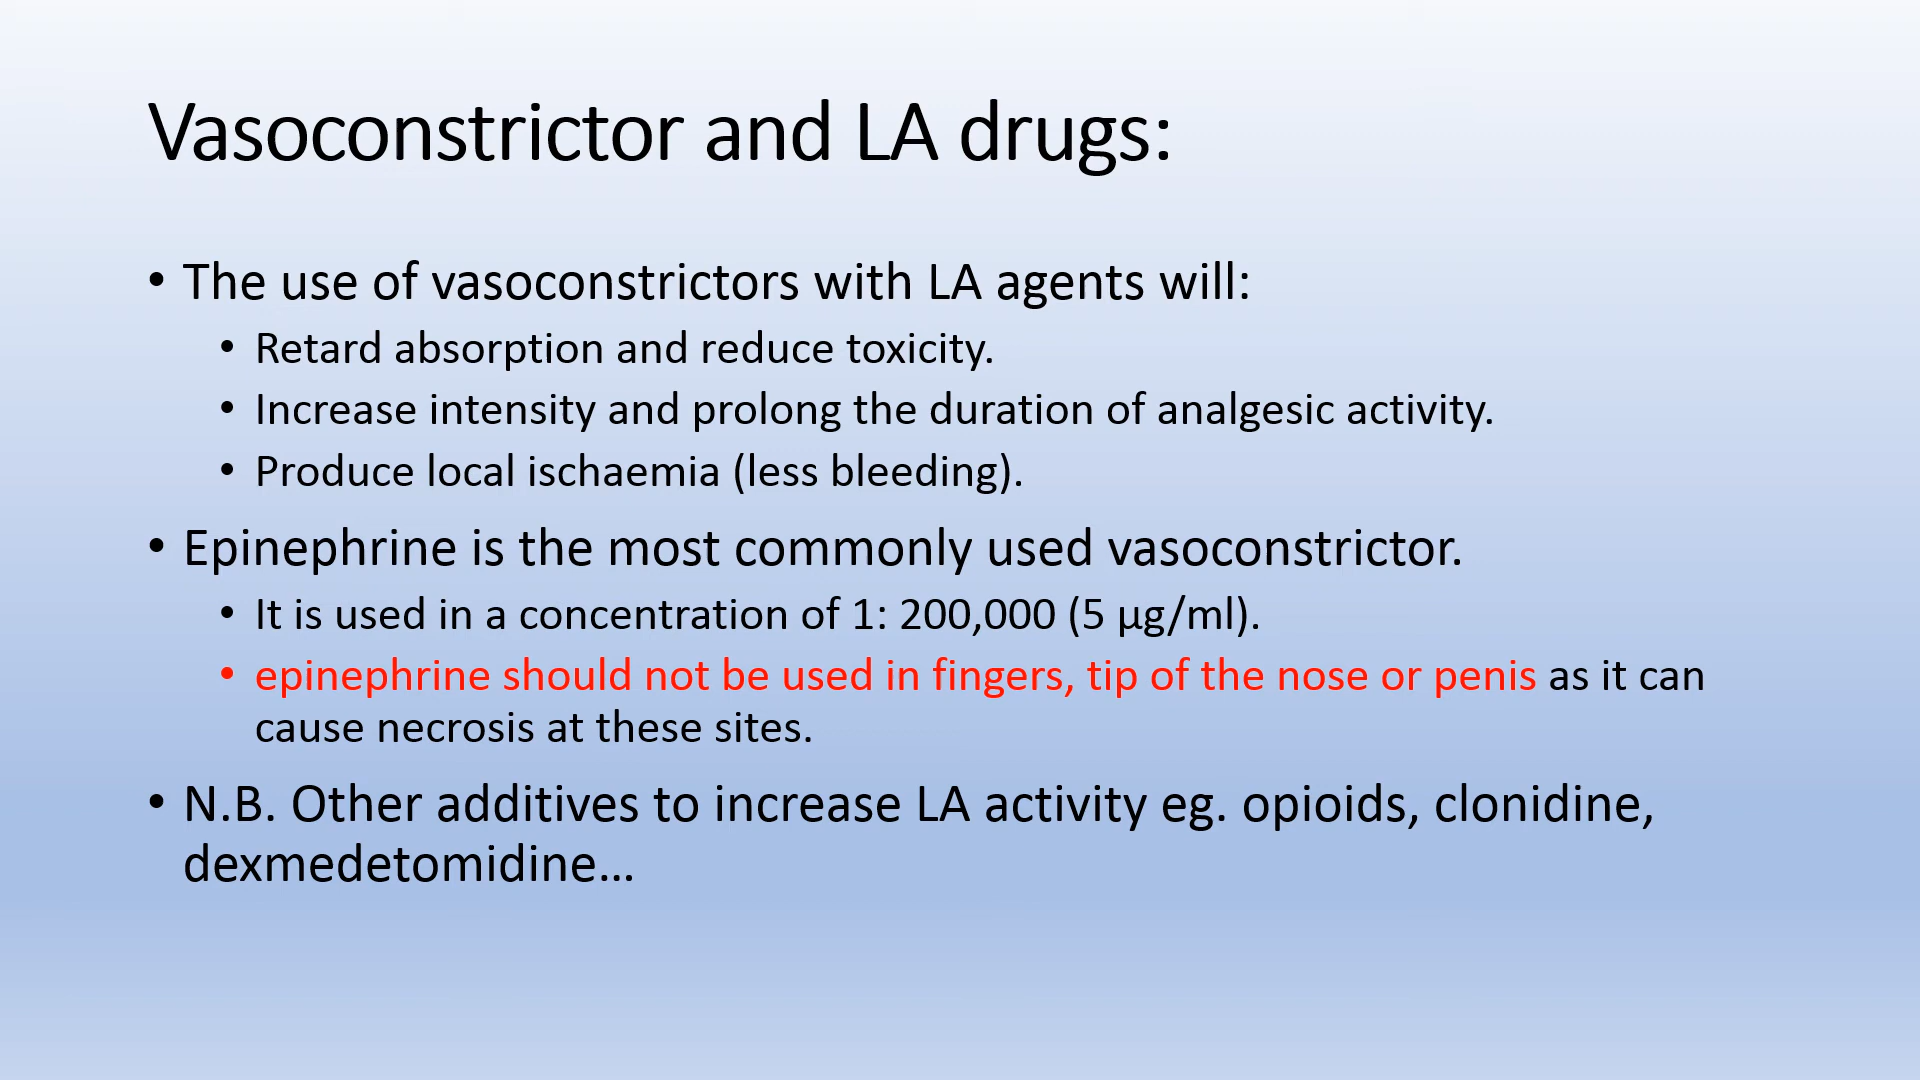 Vasoconstrictor and LA drugs:
• The use of vasoconstrictors with LA agents will:
• Retard absorption and reduce toxicity.
• Increase intensity and prolong the duration of analgesic activity.
• Produce local ischaemia (less bleeding).
• Epinephrine is the most commonly used vasoconstrictor.
• It is used in a concentration of 1: 200,000 (5 µg/ml).
• epinephrine should not be used in fingers, tip of the nose or penis as it can
cause necrosis at these sites.
• N.B. Other additives to increase LA activity eg. opioids, clonidine,
dexmedetomidine…